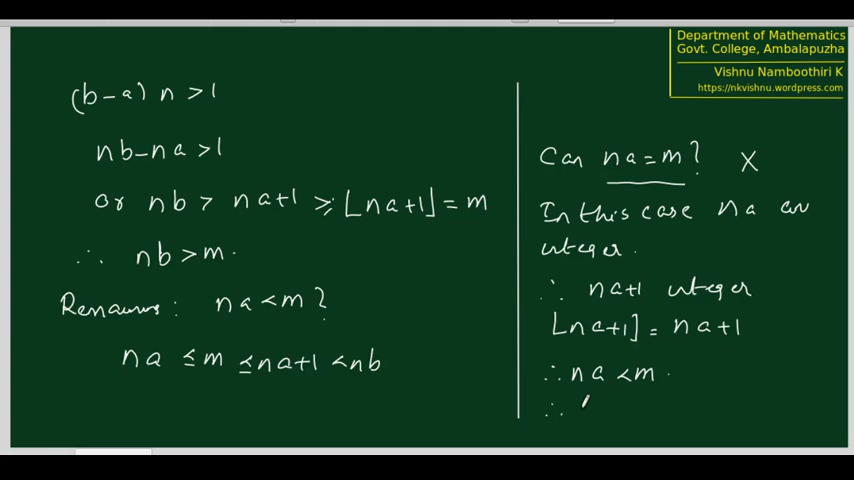 Department of Mathematics
Govt. College, Ambalapuzha
Vishnu Namboothiri K
https://nkvishnu.wordpress.com
(b-a) n > 1
nb-na > 1
or nb > na+1 ≥ ⌊na+1⌋ = m
∴ nb > m.
Remains: na < m?
na ≤ m ≤ na+1 < nb
Can na = m? X
In this case na an
integer.
∴ na+1 integer
⌊na+1⌋ = na+1
∴ na < m.
∴